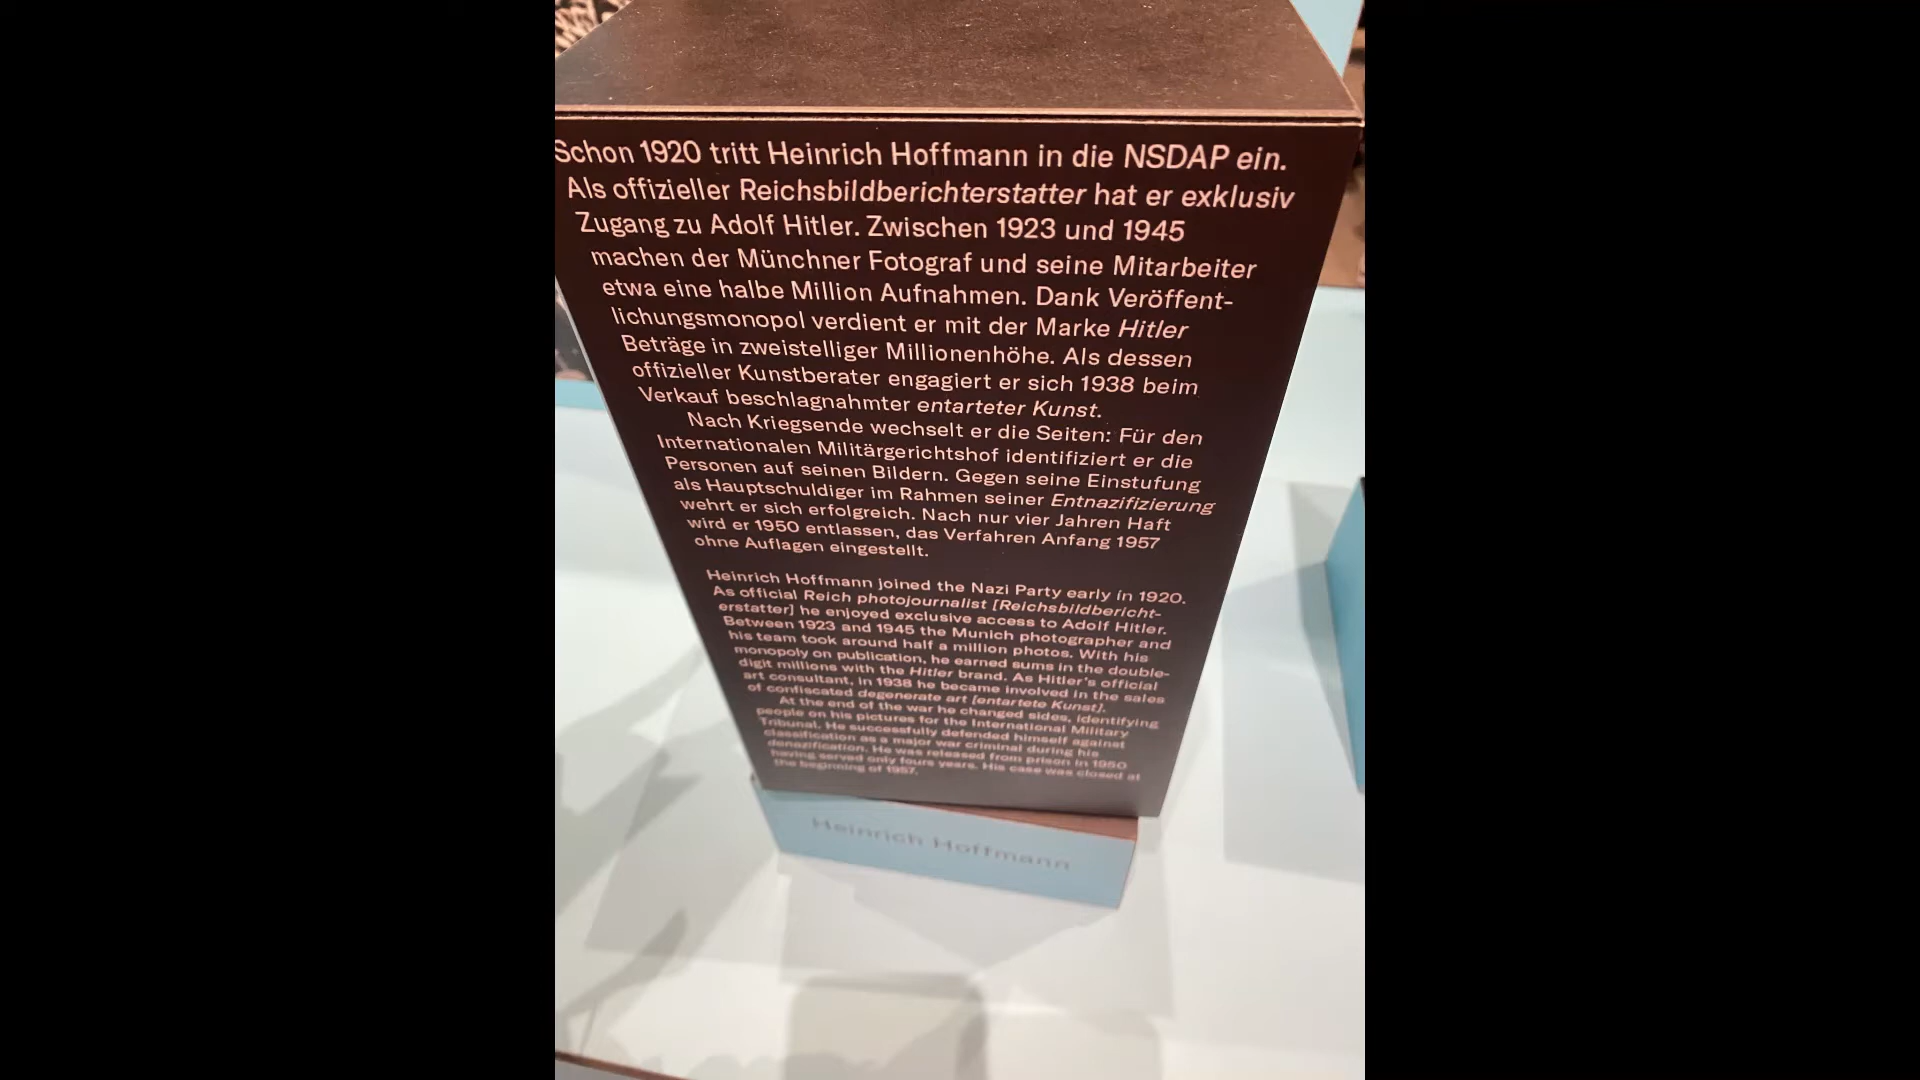 Schon 1920 tritt Heinrich Hoffmann in die NSDAP ein.
Als offizieller Reichsbildberichterstatter hat er exklusiv
Zugang zu Adolf Hitler. Zwischen 1923 und 1945
machen der Münchner Fotograf und seine Mitarbeiter
etwa eine halbe Million Aufnahmen. Dank Veröffent-
lichungsmonopol verdient er mit der Marke Hitler
Beträge in zweistelliger Millionenhöhe. Als dessen
offizieller Kunstberater engagiert er sich 1938 beim
Verkauf beschlagnahmter entarteter Kunst.
Nach Kriegsende wechselt er die Seiten: Für den
Internationalen Militärgerichtshof identifiziert er die
Personen auf seinen Bildern. Gegen seine Einstufung
als Hauptschuldiger im Rahmen seiner Entnazifizierung
wehrt er sich erfolgreich. Nach nur vier Jahren Haft
wird er 1950 entlassen, das Verfahren Anfang 1957
ohne Auflagen eingestellt.
Heinrich Hoffmann joined the Nazi Party early in 1920.
As official Reich photojournalist [Reichsbildbericht-
erstatter] he enjoyed exclusive access to Adolf Hitler.
Between 1923 and 1945 the Munich photographer and
his team took around half a million photos. With his
monopoly on publication, he earned sums in the double-
digit millions with the Hitler brand. As Hitler's official
art consultant, in 1938 he became involved in the sales
of confiscated degenerate art [entartete Kunst].
At the end of the war he changed sides, identifying
people on his pictures for the International Military
Tribunal. He successfully defended himself against
classification as a major war criminal during his
denazification. He was released from prison in 1950
having served only fours years. His case was closed at
the beginning of 1957.
Heinrich Hoffmann